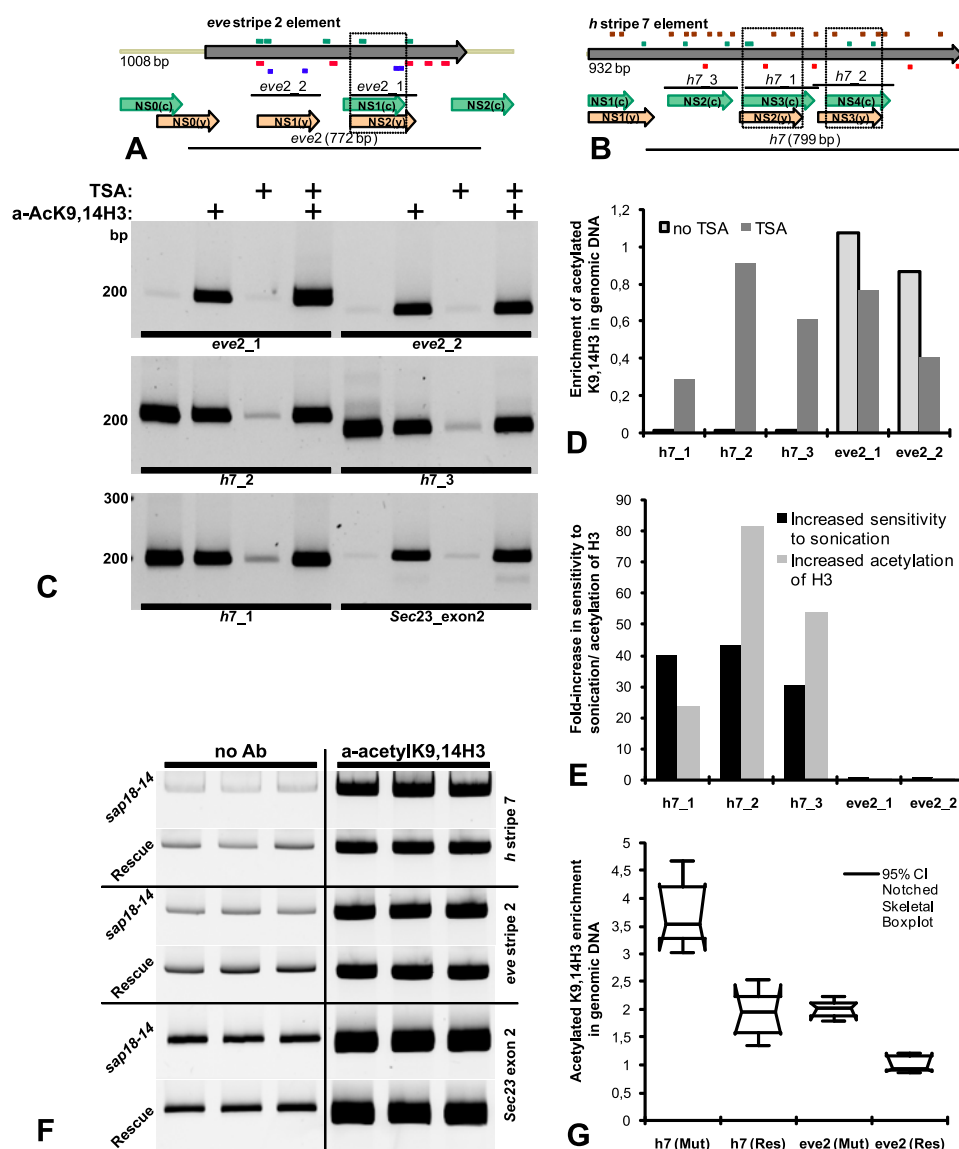 eve stripe 2 element
1008 bp
eve2_2
eve2_1
NS0(c)
NS1(c)
NS2(c)
NS0(y)
NS1(y)
NS2(y)
eve2 (772 bp)
A
h stripe 7 element
932 bp
h7_3
h7_1
h7_2
NS1(c)
NS2(c)
NS3(c)
NS4(c)
NS1(y)
NS2(y)
NS3(y)
h7 (799 bp)
B
TSA: + + + +
a-AcK9,14H3: + + + +
bp
200
eve2_1
eve2_2
200
h7_2
h7_3
300
200
h7_1
Sec23_exon2
C
Enrichment of acetylated
K9,14H3 in genomic DNA
no TSA
TSA
1,2
1
0,8
0,6
0,4
0,2
0
h7_1
h7_2
h7_3
eve2_1
eve2_2
D
Fold-increase in sensitivity to
sonication/ acetylation of H3
Increased sensitivity
to sonication
Increased acetylation
of H3
90
80
70
60
50
40
30
20
10
0
h7_1
h7_2
h7_3
eve2_1
eve2_2
E
no Ab
a-acetylK9,14H3
sap18-14
Rescue
h stripe 7
sap18-14
Rescue
eve stripe 2
sap18-14
Rescue
Sec23 exon 2
F
Acetylated K9,14H3 enrichment
in genomic DNA
95% CI
Notched
Skeletal
Boxplot
5
4,5
4
3,5
3
2,5
2
1,5
1
0,5
0
h7 (Mut)
h7 (Res)
eve2 (Mut)
eve2 (Res)
G